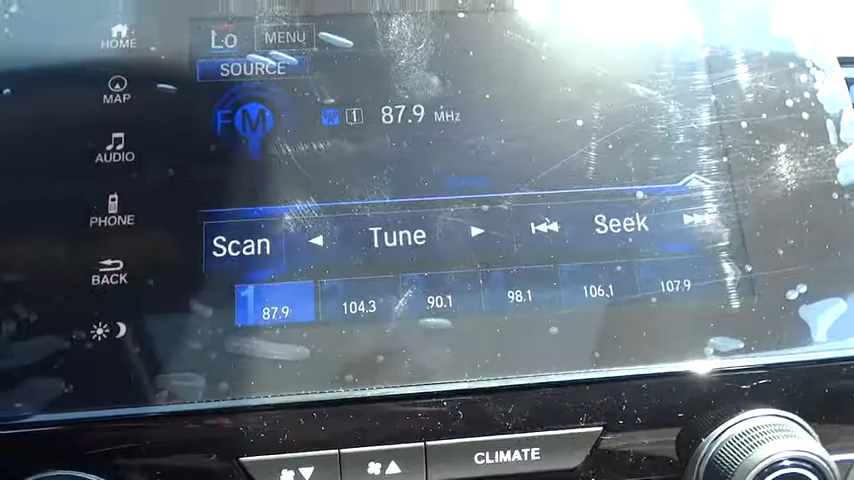 HOME
MAP
AUDIO
PHONE
BACK
Lo MENU
SOURCE
FM 1 87.9 MHz
Scan Tune Seek
1 87.9 104.3 90.1 98.1 106.1 107.9
CLIMATE